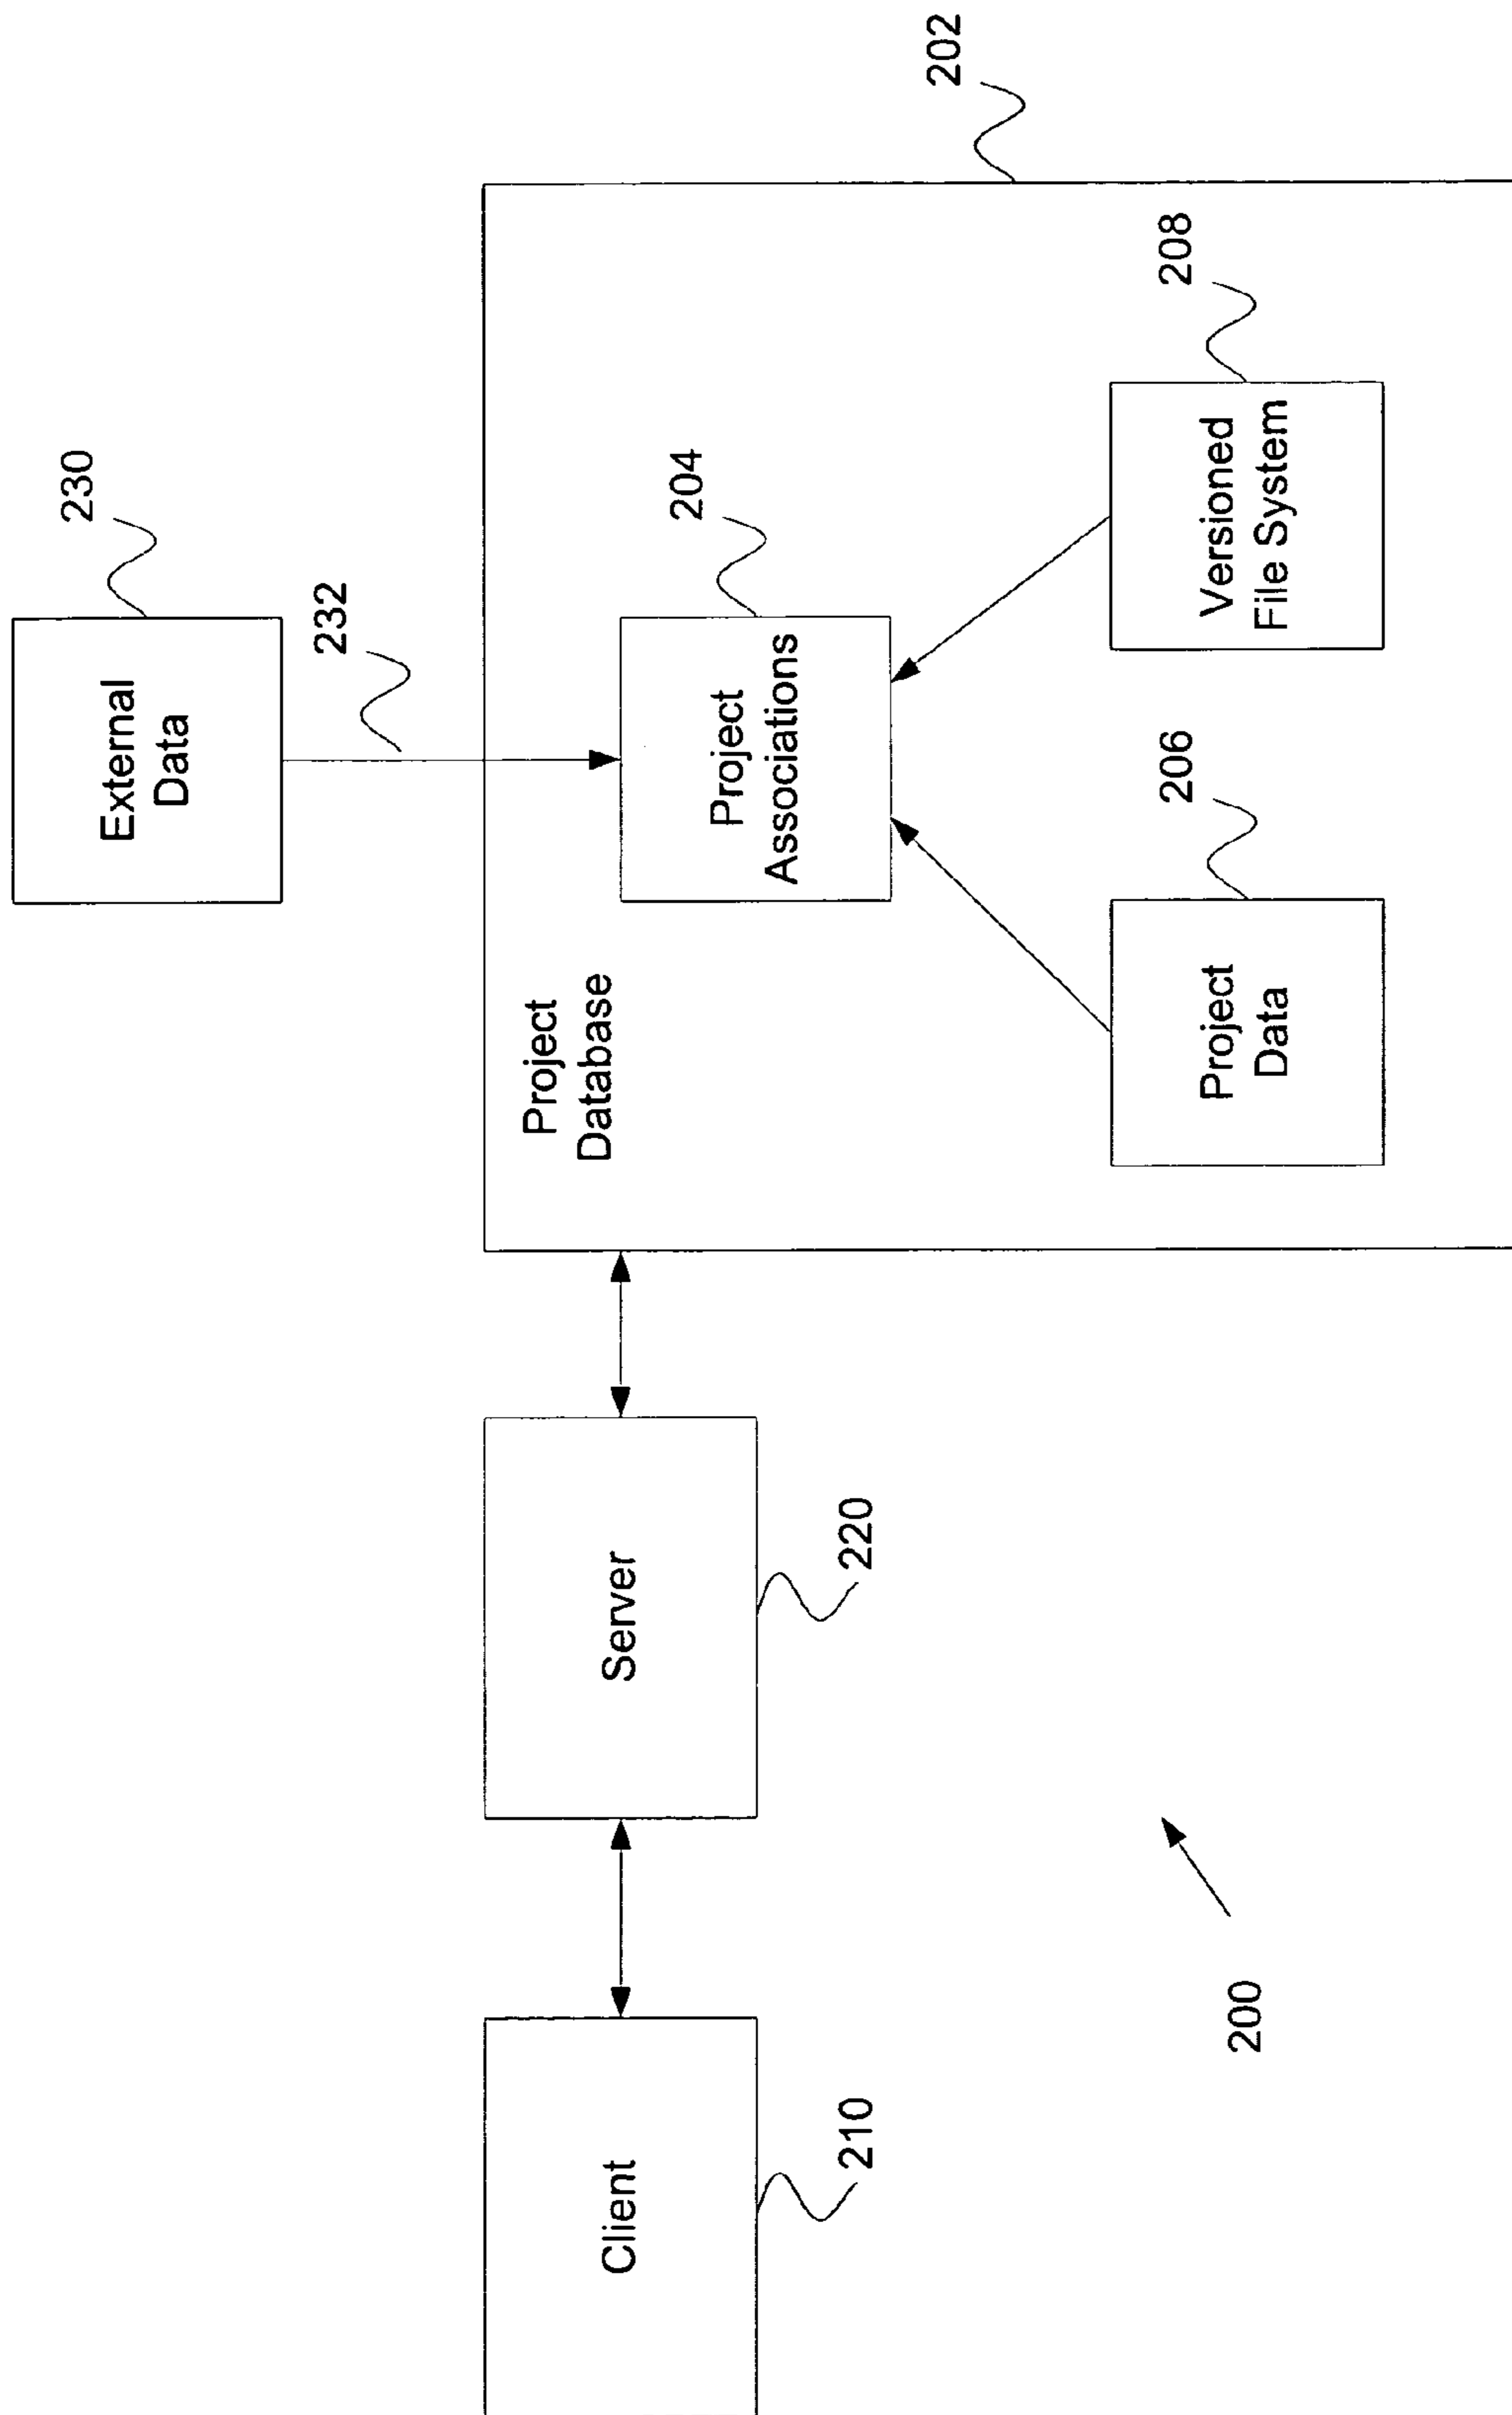 External
Data
230
232
202
Project
Database
Project
Associations
204
Client
210
Server
220
Project
Data
206
Versioned
File System
208
200